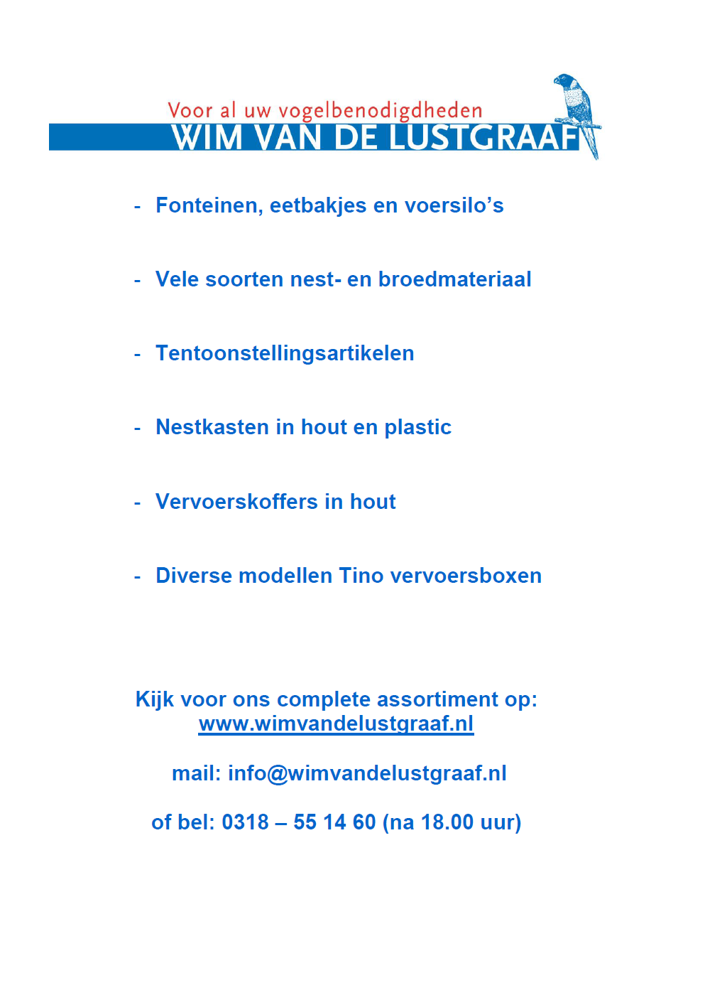 Voor al uw vogelbenodigdheden
WIM VAN DE LUSTGRAAF
- Fonteinen, eetbakjes en voersilo’s
- Vele soorten nest- en broedmateriaal
- Tentoonstellingsartikelen
- Nestkasten in hout en plastic
- Vervoerskoffers in hout
- Diverse modellen Tino vervoersboxen
Kijk voor ons complete assortiment op:
www.wimvandelustgraaf.nl
mail: info@wimvandelustgraaf.nl
of bel: 0318 – 55 14 60 (na 18.00 uur)